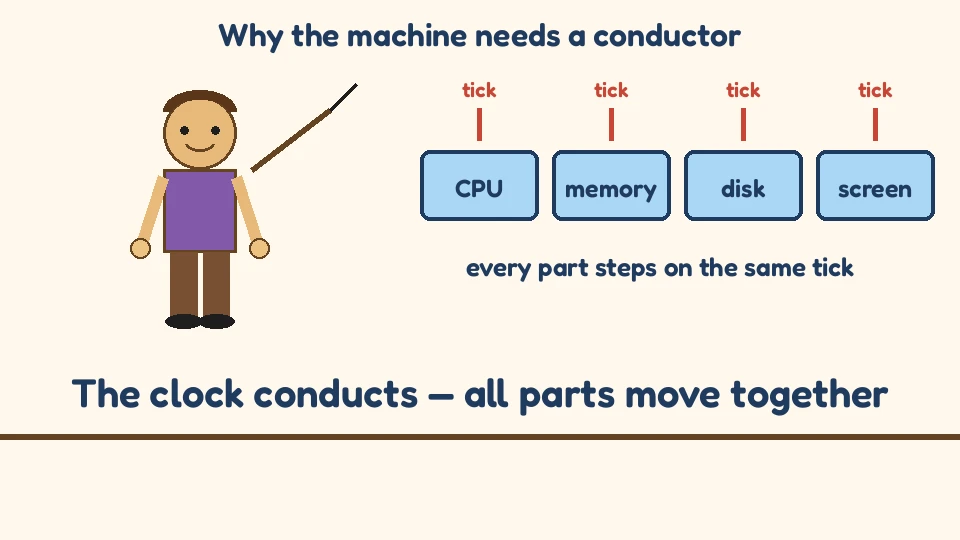 Why the machine needs a conductor
tick tick tick tick
CPU memory disk screen
every part steps on the same tick
The clock conducts — all parts move together